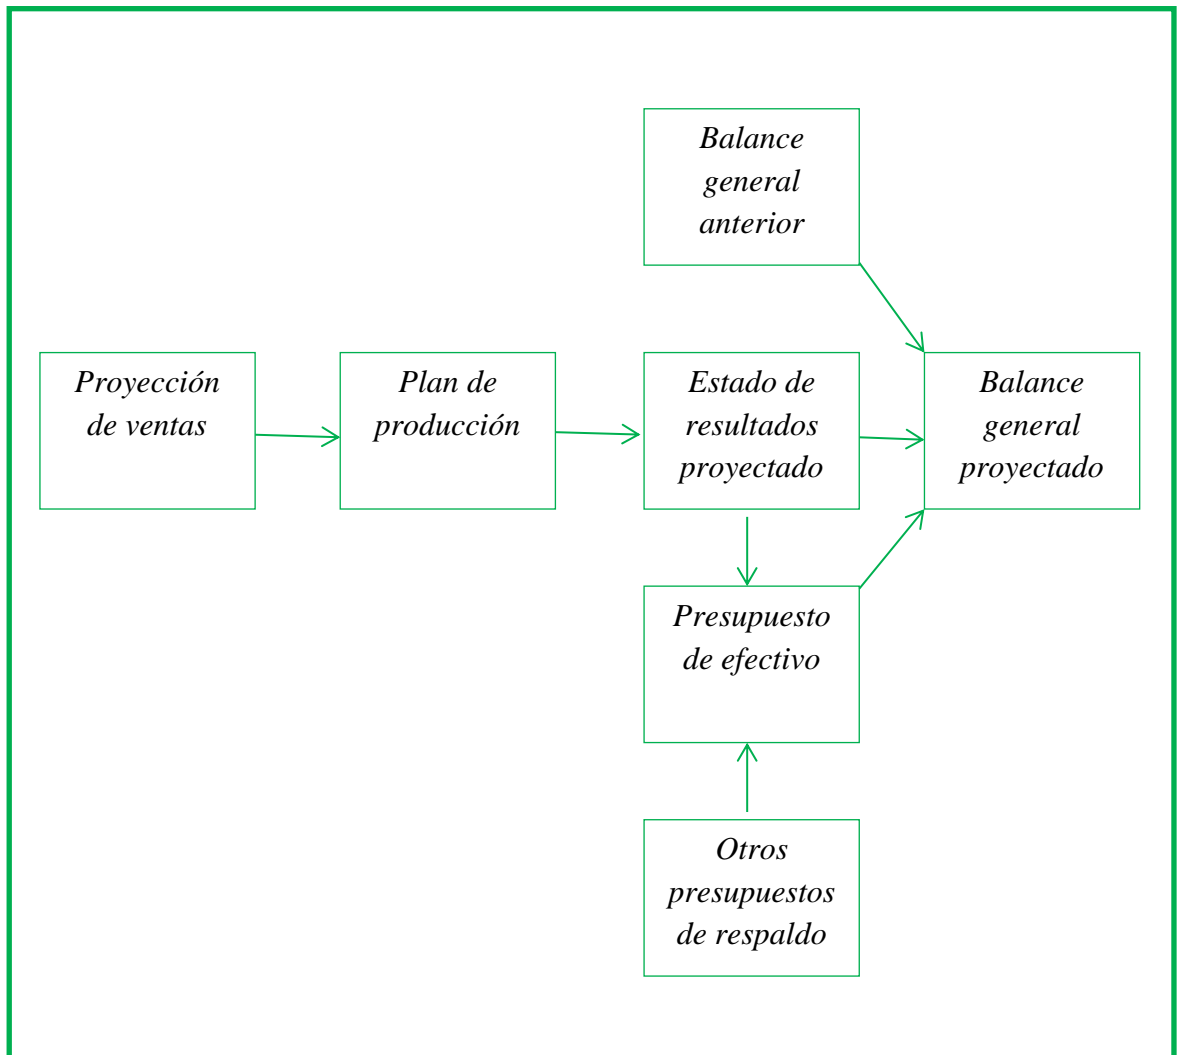 Balance
general
anterior
Proyección
de ventas
Plan de
producción
Estado de
resultados
proyectado
Balance
general
proyectado
Presupuesto
de efectivo
Otros
presupuestos
de respaldo